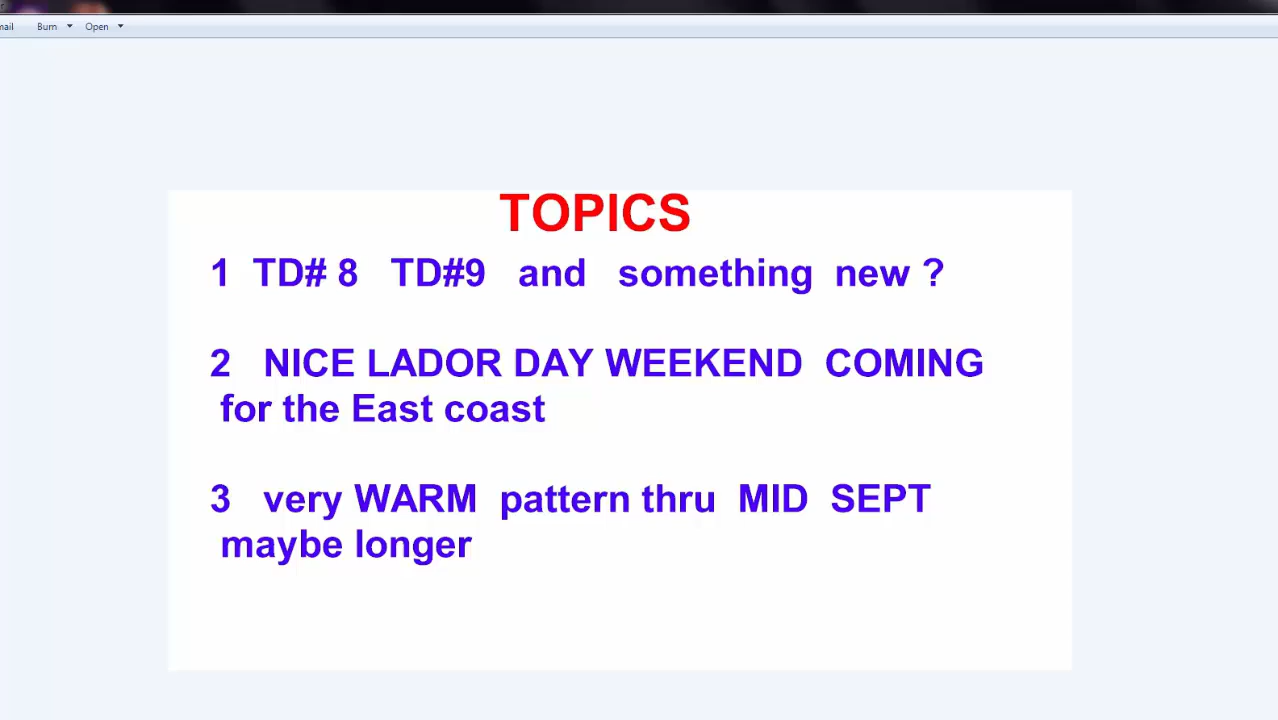 Burn Open
TOPICS
1 TD# 8 TD#9 and something new ?
2 NICE LADOR DAY WEEKEND COMING
for the East coast
3 very WARM pattern thru MID SEPT
maybe longer